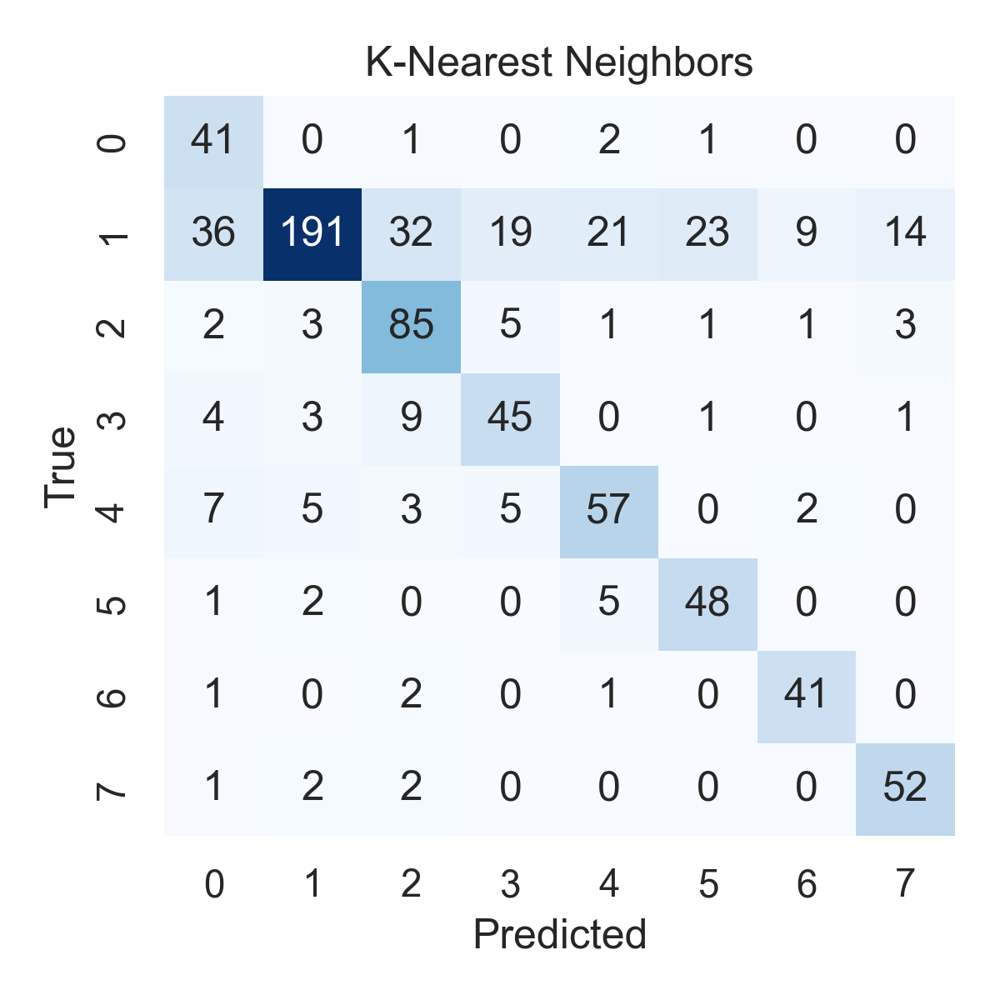 K-Nearest Neighbors
0 41 0 1 0 2 1 0 0
1 36 191 32 19 21 23 9 14
2 2 3 85 5 1 1 1 3
3 4 3 9 45 0 1 0 1
4 7 5 3 5 57 0 2 0
5 1 2 0 0 5 48 0 0
6 1 0 2 0 1 0 41 0
7 1 2 2 0 0 0 0 52
True
0 1 2 3 4 5 6 7
Predicted